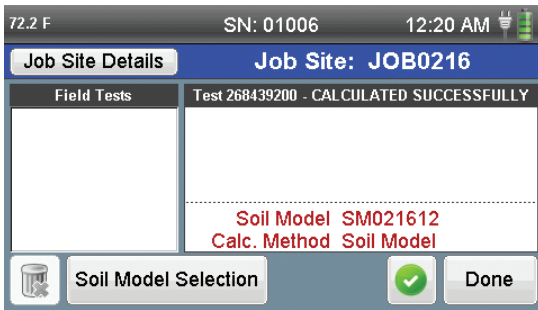 72.2 F SN: 01006 12:20 AM
Job Site Details Job Site: JOB0216
Field Tests Test 268439200 - CALCULATED SUCCESSFULLY
Soil Model SM021612
Calc. Method Soil Model
Soil Model Selection Done